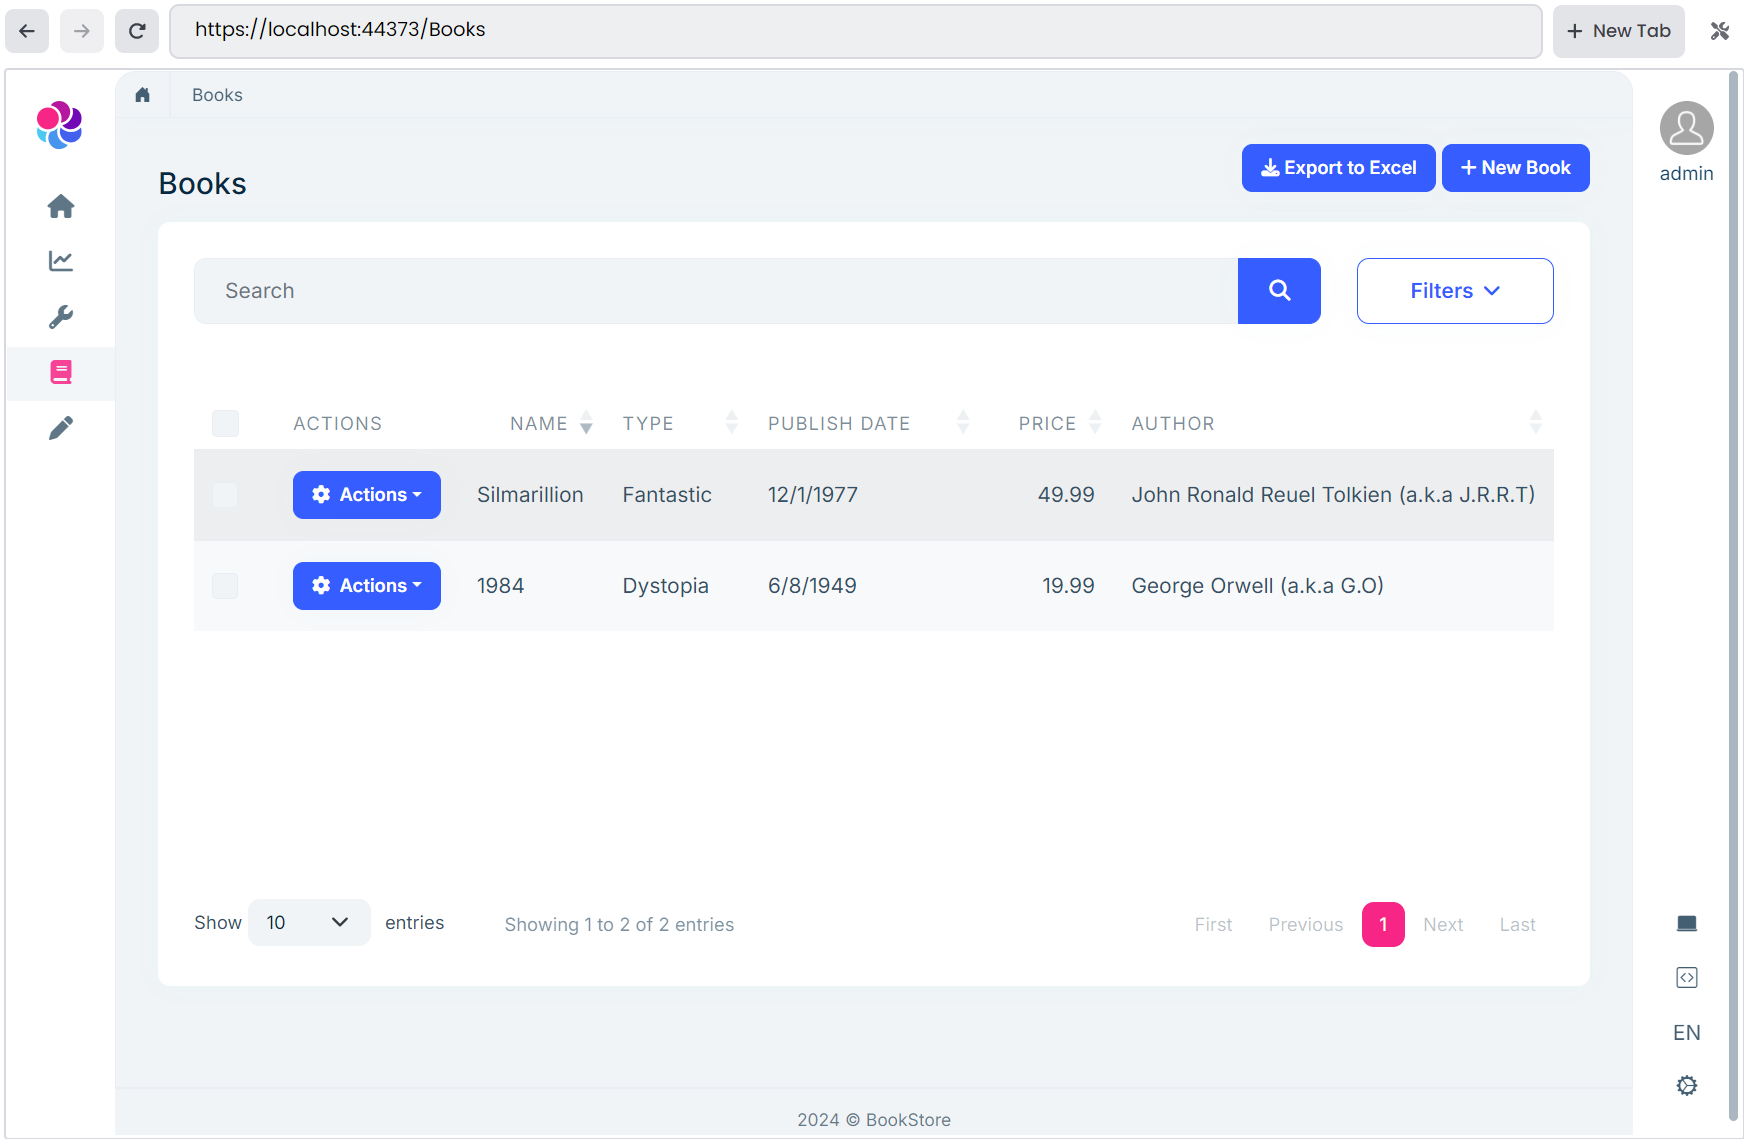 https://localhost:44373/Books
New Tab
Books
admin
Books
Export to Excel
New Book
Search
Filters
ACTIONS NAME TYPE PUBLISH DATE PRICE AUTHOR
Actions Silmarillion Fantastic 12/1/1977 49.99 John Ronald Reuel Tolkien (a.k.a J.R.R.T)
Actions 1984 Dystopia 6/8/1949 19.99 George Orwell (a.k.a G.O)
Show 10 entries Showing 1 to 2 of 2 entries First Previous 1 Next Last
EN
2024 © BookStore